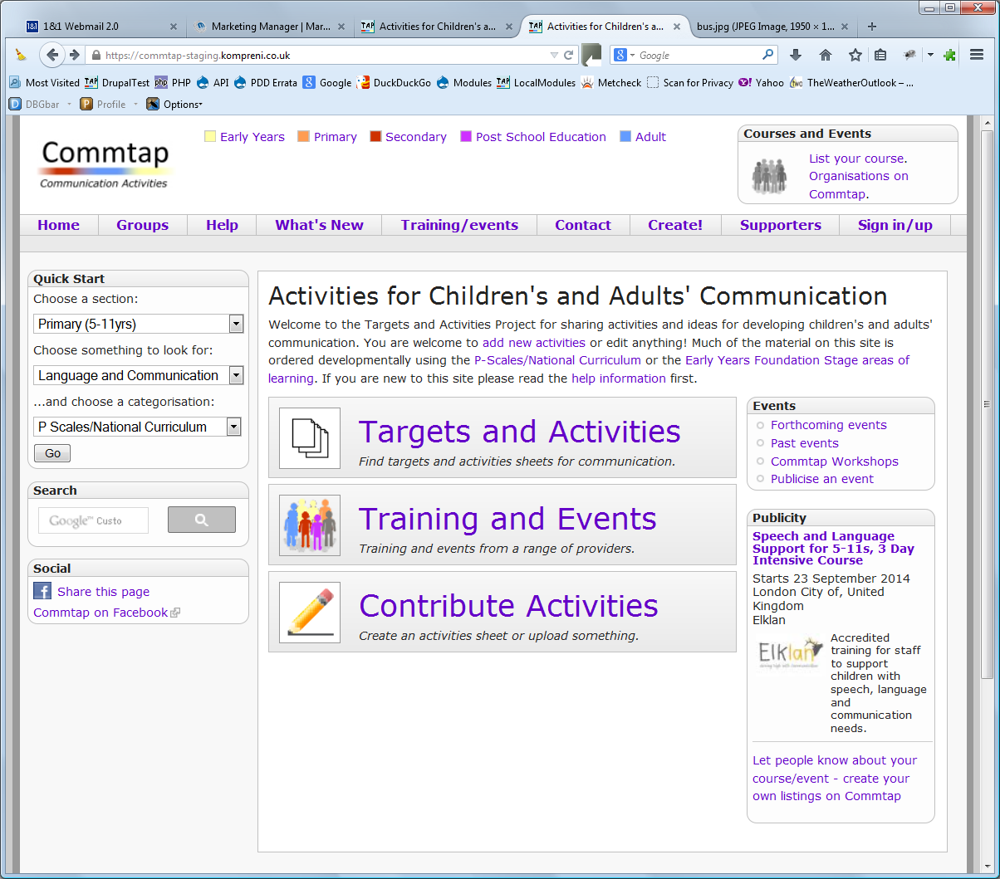 1&1 Webmail 2.0
Marketing Manager | Mar...
TAP Activities for Children's a...
TAP Activities for Children's a...
bus.jpg (JPEG Image, 1950 × 1...
https://commtap-staging.kompreni.co.uk
Google
Most Visited TAP DrupalTest php PHP API PDD Errata Google DuckDuckGo Modules TAP LocalModules Metcheck Scan for Privacy Yahoo TheWeatherOutlook – ...
DBGbar P Profile Options
Commtap
Communication Activities
Early Years Primary Secondary Post School Education Adult
Courses and Events
List your course.
Organisations on
Commtap.
Home Groups Help What's New Training/events Contact Create! Supporters Sign in/up
Quick Start
Choose a section:
Primary (5-11yrs)
Choose something to look for:
Language and Communication
...and choose a categorisation:
P Scales/National Curriculum
Go
Search
Google™ Custo
Social
Share this page
Commtap on Facebook
Activities for Children's and Adults' Communication
Welcome to the Targets and Activities Project for sharing activities and ideas for developing children's and adults'
communication. You are welcome to add new activities or edit anything! Much of the material on this site is
ordered developmentally using the P-Scales/National Curriculum or the Early Years Foundation Stage areas of
learning. If you are new to this site please read the help information first.
Targets and Activities
Find targets and activities sheets for communication.
Training and Events
Training and events from a range of providers.
Contribute Activities
Create an activities sheet or upload something.
Events
Forthcoming events
Past events
Commtap Workshops
Publicise an event
Publicity
Speech and Language
Support for 5-11s, 3 Day
Intensive Course
Starts 23 September 2014
London City of, United
Kingdom
Elklan
Elklan
Accredited
training for staff
to support
children with
speech, language
and
communication
needs.
Let people know about your
course/event - create your
own listings on Commtap